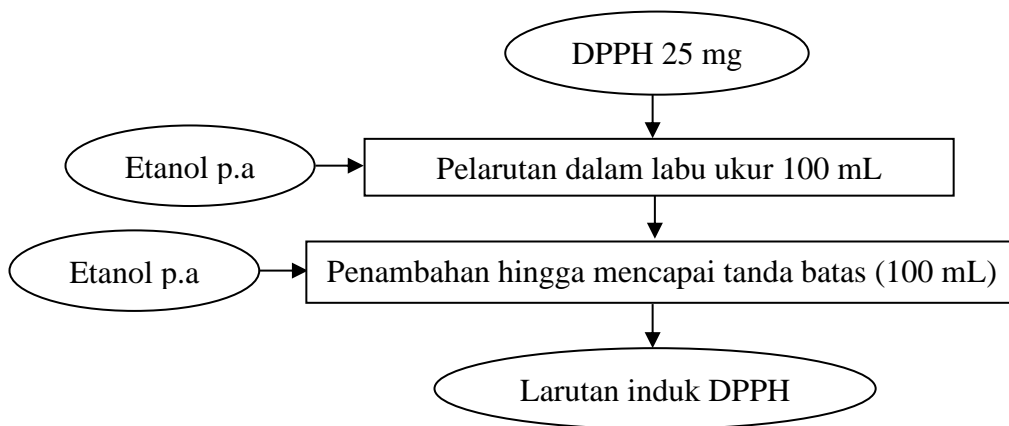 DPPH 25 mg
Etanol p.a
Pelarutan dalam labu ukur 100 mL
Etanol p.a
Penambahan hingga mencapai tanda batas (100 mL)
Larutan induk DPPH